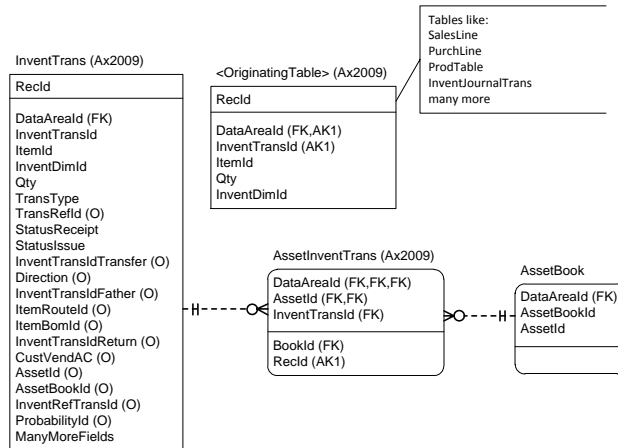 Tables like:
SalesLine
PurchLine
ProdTable
InventJournalTrans
many more
InventTrans (Ax2009)
RecId
DataAreaId (FK)
InventTransId
ItemId
InventDimId
Qty
TransType
TransRefId (O)
StatusReceipt
StatusIssue
InventTransIdTransfer (O)
Direction (O)
InventTransIdFather (O)
ItemRouteId (O)
ItemBomId (O)
InventTransIdReturn (O)
CustVendAC (O)
AssetId (O)
AssetBookId (O)
InventRefTransId (O)
ProbabilityId (O)
ManyMoreFields
<OriginatingTable> (Ax2009)
RecId
DataAreaId (FK,AK1)
InventTransId (AK1)
ItemId
Qty
InventDimId
AssetInventTrans (Ax2009)
DataAreaId (FK,FK,FK)
AssetId (FK,FK)
InventTransId (FK)
BookId (FK)
RecId (AK1)
AssetBook
DataAreaId (FK)
AssetBookId
AssetId